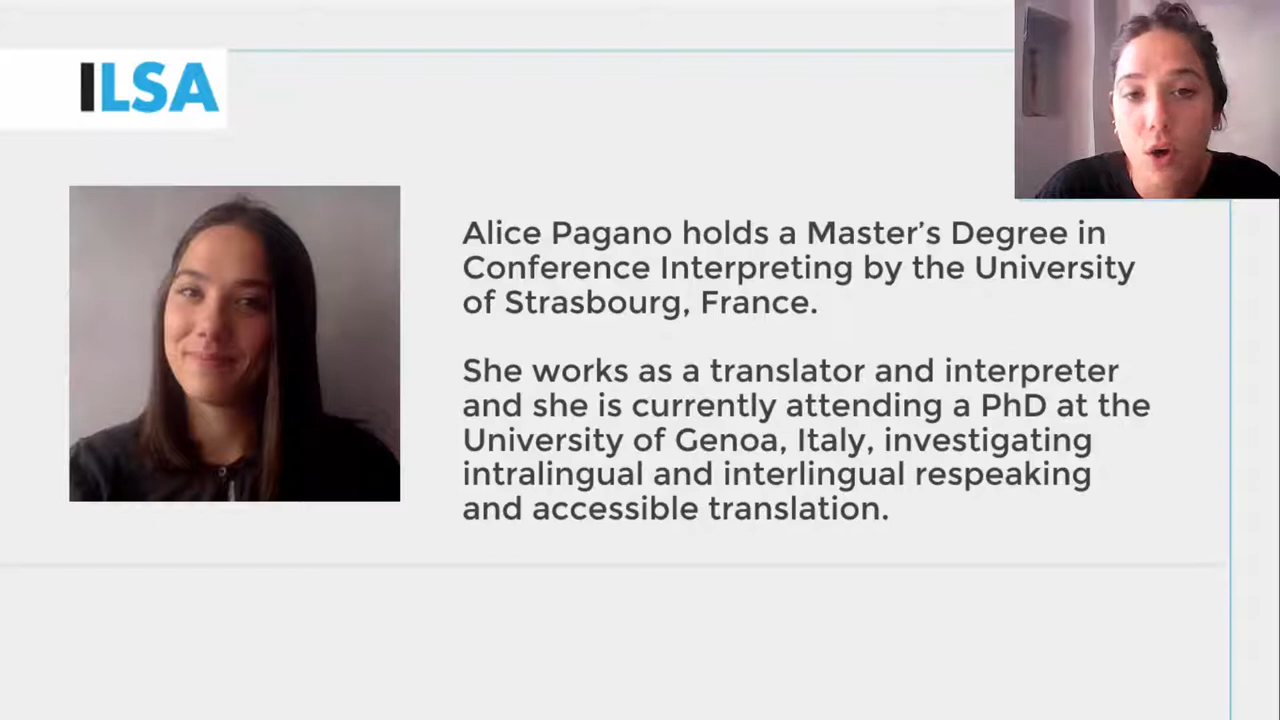 ILSA
Alice Pagano holds a Master’s Degree in
Conference Interpreting by the University
of Strasbourg, France.
She works as a translator and interpreter
and she is currently attending a PhD at the
University of Genoa, Italy, investigating
intralingual and interlingual respeaking
and accessible translation.